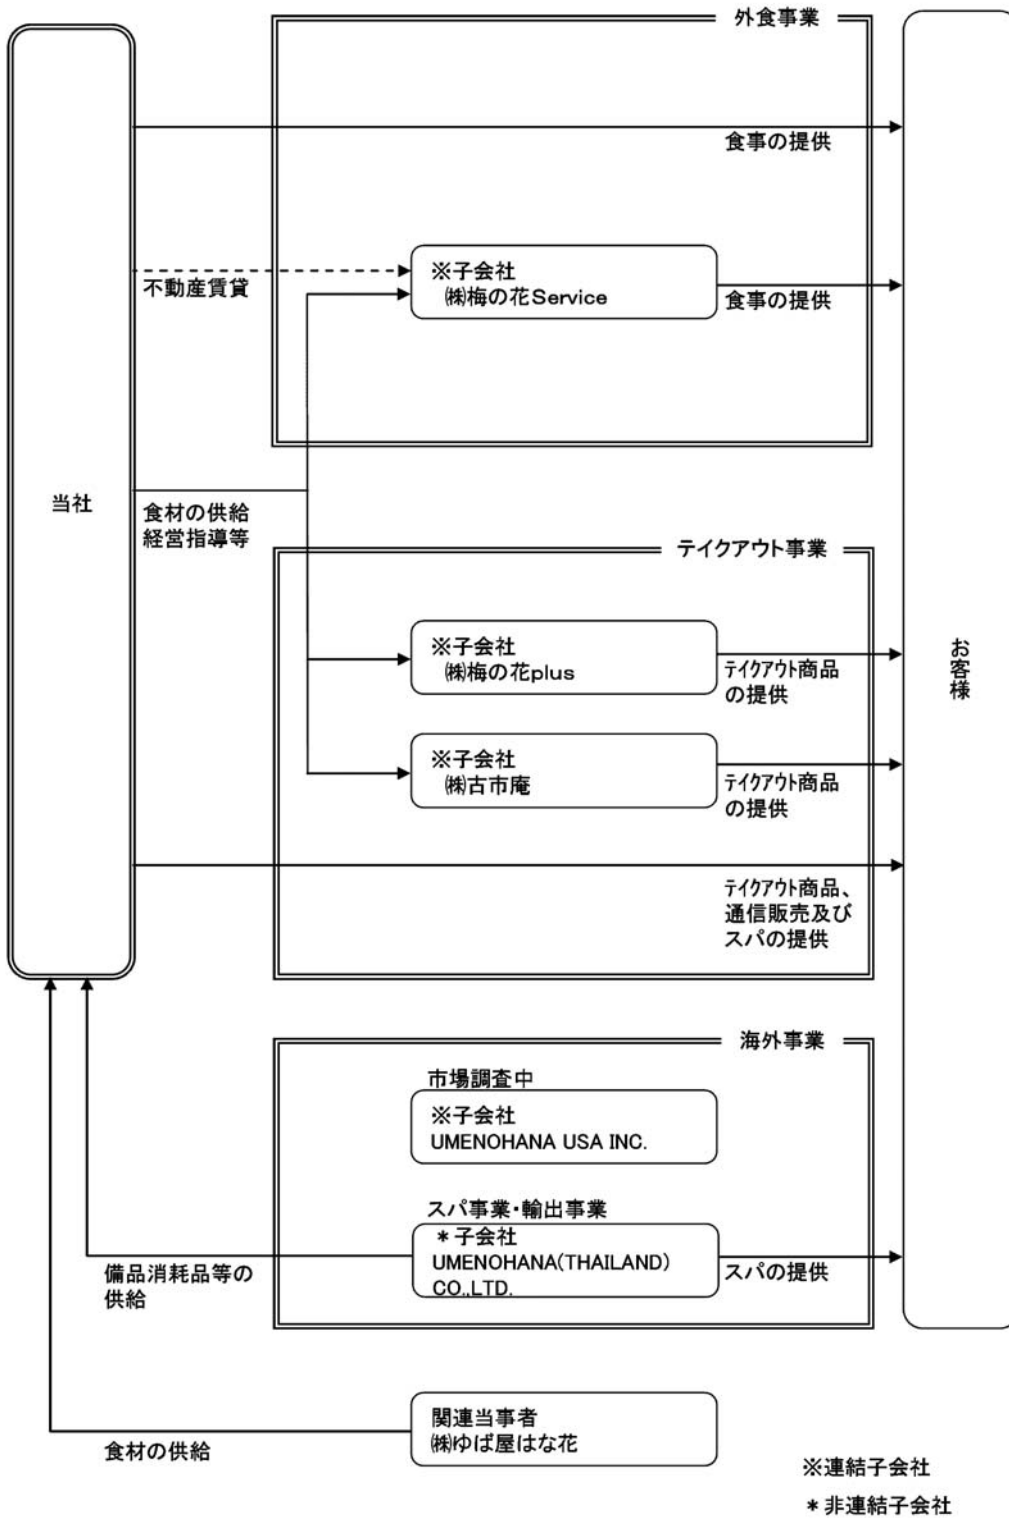 外食事業
食事の提供
※子会社
㈱梅の花Service
不動産賃貸
食事の提供
当社
食材の供給
経営指導等
テイクアウト事業
※子会社
㈱梅の花plus
テイクアウト商品
の提供
お客様
※子会社
㈱古市庵
テイクアウト商品
の提供
テイクアウト商品、
通信販売及び
スパの提供
海外事業
市場調査中
※子会社
UMENOHANA USA INC.
スパ事業・輸出事業
*子会社
UMENOHANA(THAILAND)
CO.,LTD.
スパの提供
備品消耗品等の
供給
関連当事者
㈱ゆば屋はな花
食材の供給
※連結子会社
*非連結子会社